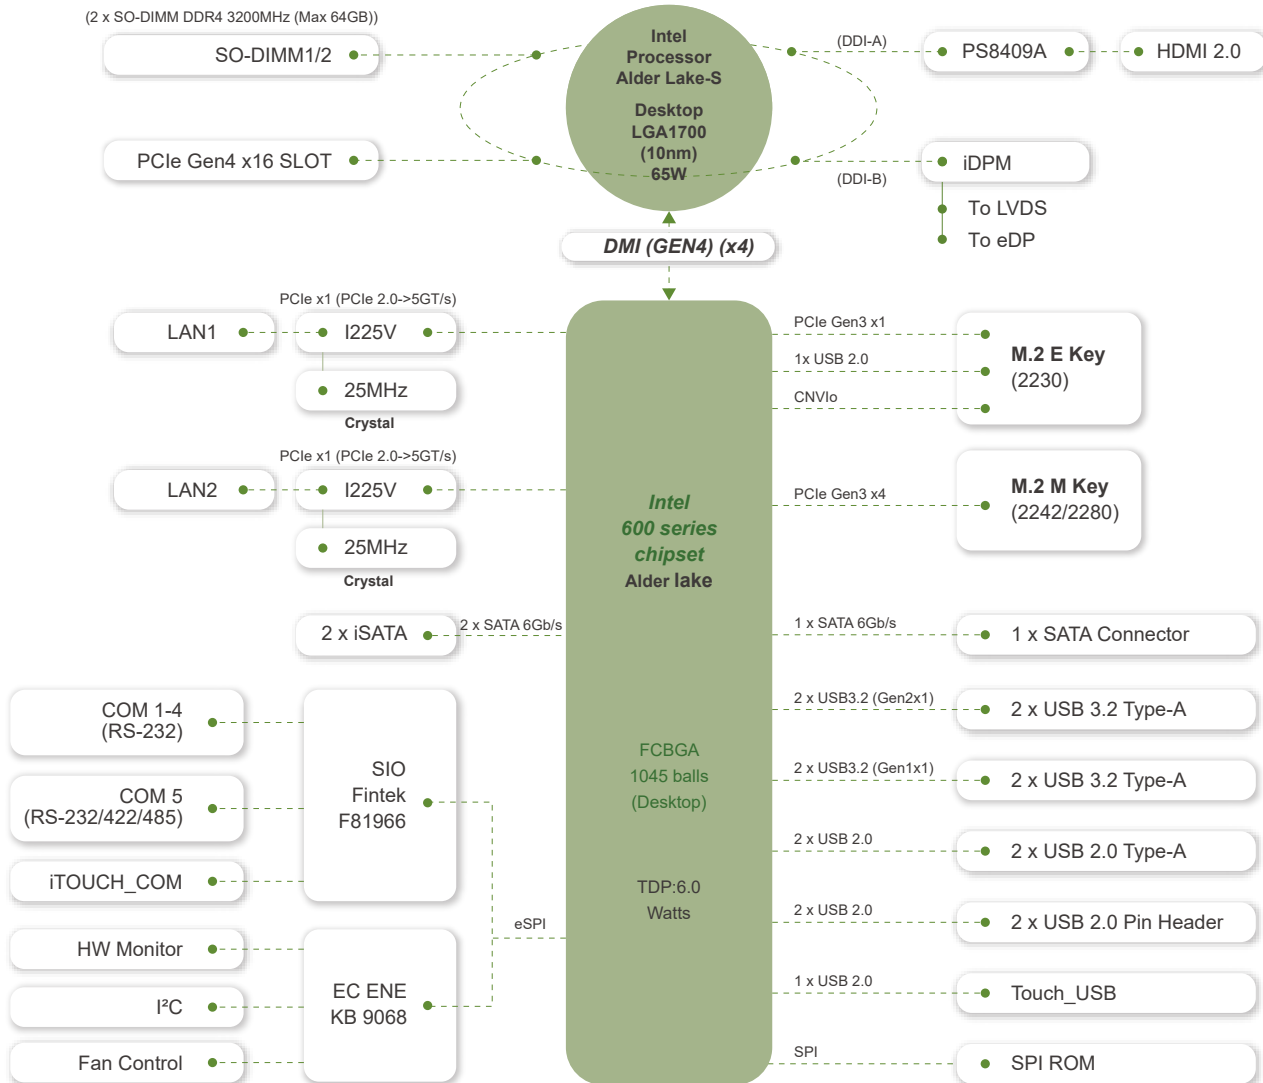 (2 x SO-DIMM DDR4 3200MHz (Max 64GB))
SO-DIMM1/2
PCIe Gen4 x16 SLOT
Intel
Processor
Alder Lake-S
Desktop
LGA1700
(10nm)
65W
(DDI-A)
PS8409A
HDMI 2.0
(DDI-B)
iDPM
To LVDS
To eDP
DMI (GEN4) (x4)
PCIe x1 (PCIe 2.0->5GT/s)
LAN1
I225V
25MHz
Crystal
PCIe x1 (PCIe 2.0->5GT/s)
LAN2
I225V
25MHz
Crystal
2 x iSATA
2 x SATA 6Gb/s
COM 1-4
(RS-232)
COM 5
(RS-232/422/485)
iTOUCH_COM
SIO
Fintek
F81966
HW Monitor
I²C
Fan Control
EC ENE
KB 9068
eSPI
Intel
600 series
chipset
Alder lake
FCBGA
1045 balls
(Desktop)
TDP:6.0
Watts
PCIe Gen3 x1
1x USB 2.0
CNVIo
M.2 E Key
(2230)
PCIe Gen3 x4
M.2 M Key
(2242/2280)
1 x SATA 6Gb/s
1 x SATA Connector
2 x USB3.2 (Gen2x1)
2 x USB 3.2 Type-A
2 x USB3.2 (Gen1x1)
2 x USB 3.2 Type-A
2 x USB 2.0
2 x USB 2.0 Type-A
2 x USB 2.0
2 x USB 2.0 Pin Header
1 x USB 2.0
Touch_USB
SPI
SPI ROM